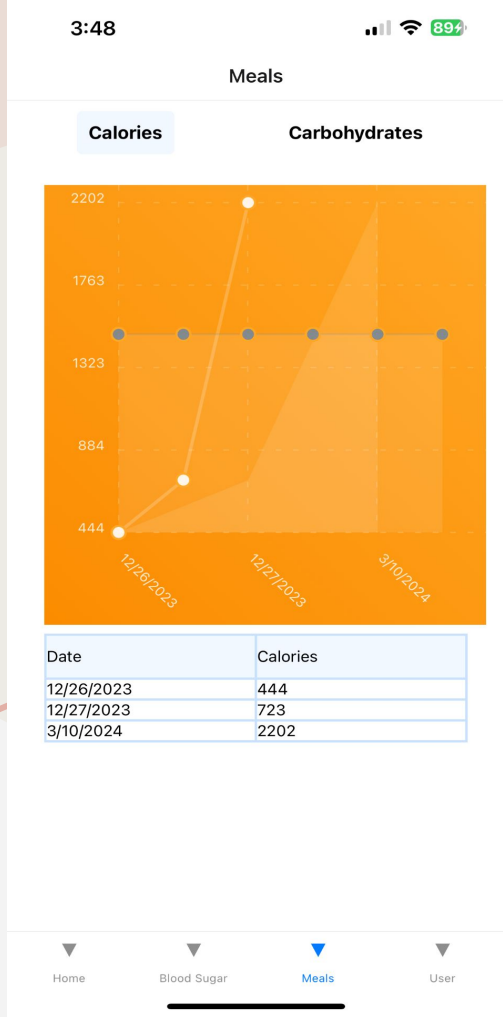 3:48
89
Meals
Calories Carbohydrates
2202
1763
1323
884
444
12/26/2023 12/27/2023 3/10/2024
Date Calories
12/26/2023 444
12/27/2023 723
3/10/2024 2202
Home Blood Sugar Meals User